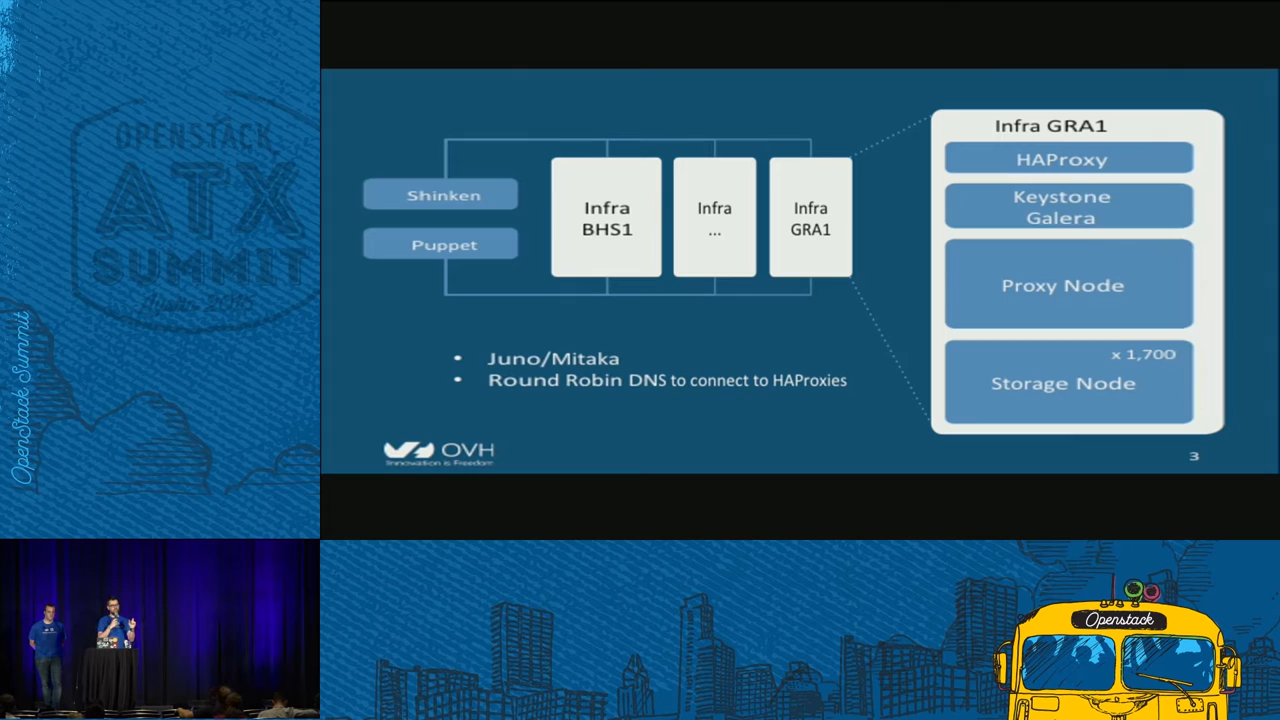 OPENSTACK
ATX
SUMMIT
Austin 2016
OpenStack Summit
Shinken
Puppet
Infra
BHS1
Infra
...
Infra
GRA1
• Juno/Mitaka
• Round Robin DNS to connect to HAProxies
Infra GRA1
HAProxy
Keystone
Galera
Proxy Node
x 1,700
Storage Node
OVH
Innovation is Freedom
3
Openstack